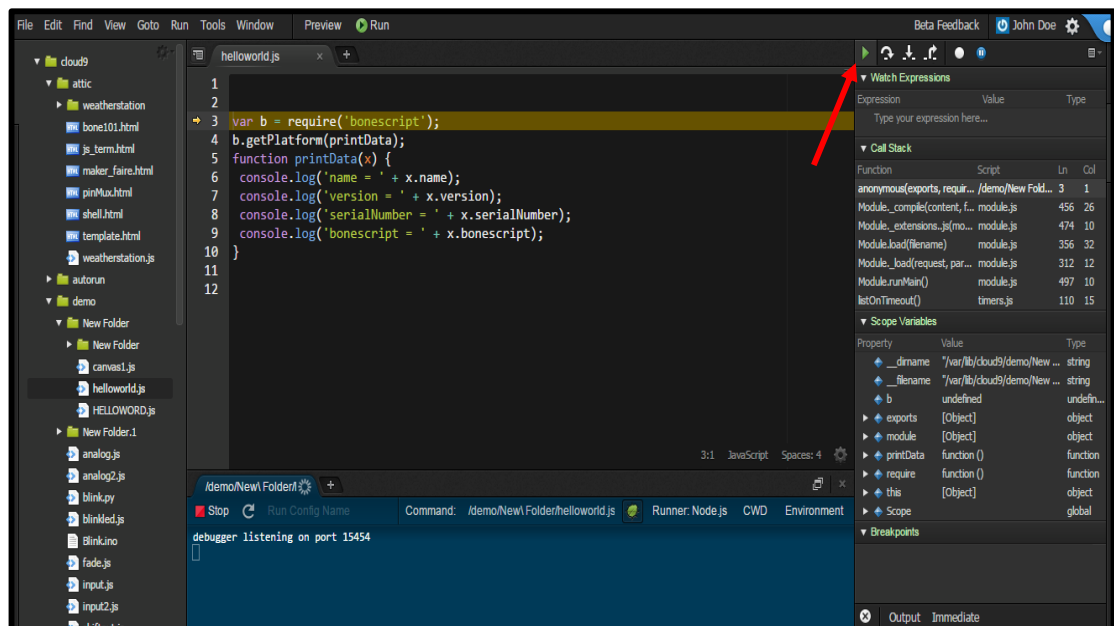 File Edit Find View Goto Run Tools Window Preview Run Beta Feedback John Doe
cloud9
attic
weatherstation
bone101.html
js_term.html
maker_faire.html
pinMux.html
shell.html
template.html
weatherstation.js
autorun
demo
New Folder
New Folder
canvas1.js
helloworld.js
HELLOWORD.js
New Folder.1
analog.js
analog2.js
blink.py
blinkled.js
Blink.ino
fade.js
input.js
input2.js
helloworld.js × +
1
2
3 var b = require('bonescript');
4 b.getPlatform(printData);
5 function printData(x) {
6 console.log('name = ' + x.name);
7 console.log('version = ' + x.version);
8 console.log('serialNumber = ' + x.serialNumber);
9 console.log('bonescript = ' + x.bonescript);
10 }
11
12
3:1 JavaScript Spaces: 4
/demo/New\ Folder/l +
Stop Run Config Name Command: /demo/New\ Folder/helloworld.js Runner: Node.js CWD Environment
debugger listening on port 15454
Watch Expressions
Expression Value Type
Type your expression here...
Call Stack
Function Script Ln Col
anonymous(exports, requir... /demo/New Fold... 3 1
Module._compile(content, f... module.js 456 26
Module._extensions..js(mo... module.js 474 10
Module.load(filename) module.js 356 32
Module._load(request, par... module.js 312 12
Module.runMain() module.js 497 10
listOnTimeout() timers.js 110 15
Scope Variables
Property Value Type
__dirname "/var/lib/cloud9/demo/New ... string
__filename "/var/lib/cloud9/demo/New ... string
b undefined undefin...
exports [Object] object
module [Object] object
printData function () function
require function () function
this [Object] object
Scope global
Breakpoints
Output Immediate